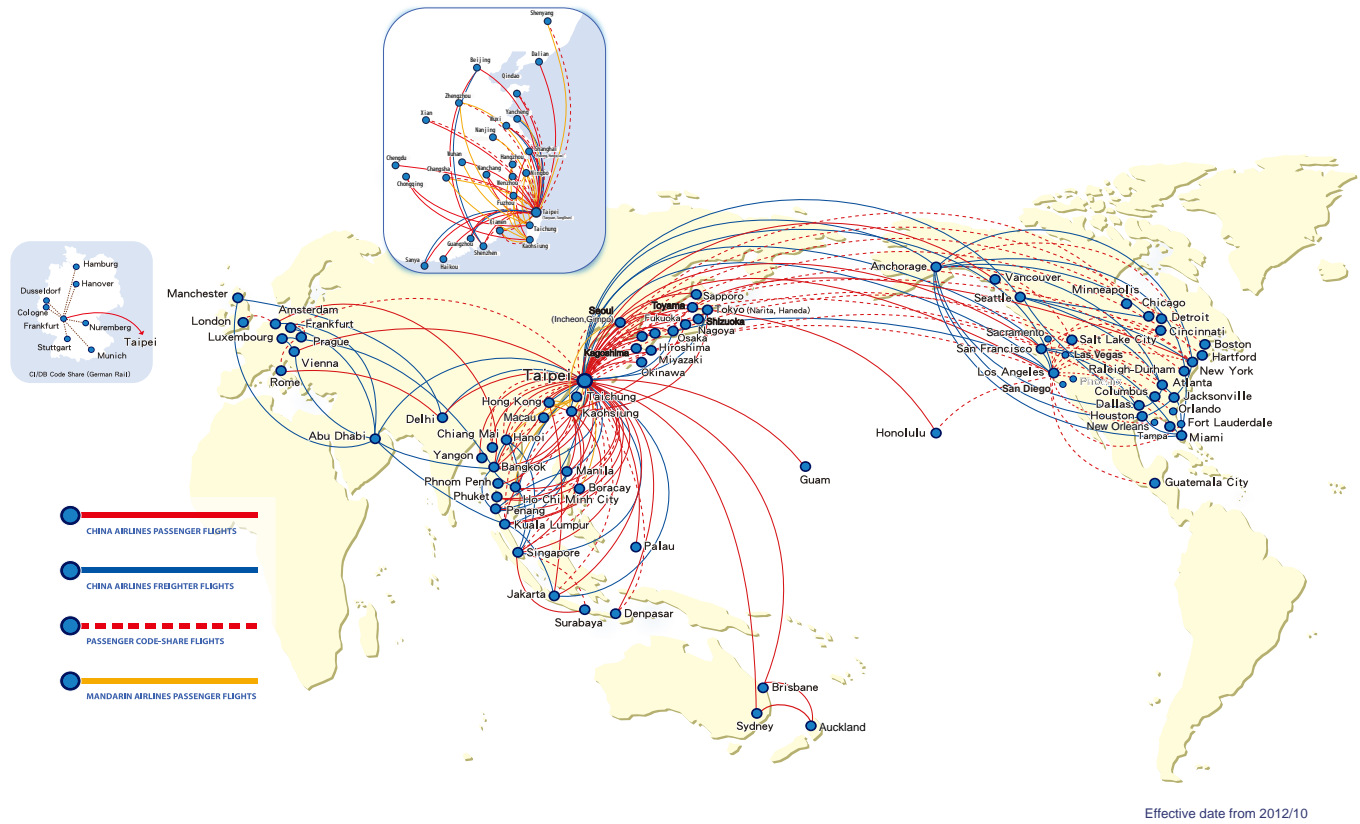 Shenyang
Dalian
Beijing
Qindao
Zhengzhou
Xian
Yancheng
Wuxi
Nanjing
Shanghai
Wuhan
Hangzhou
Chengdu
Changsha
Nanchang
Ningbo
Chongqing
Wenzhou
Fuzhou
Taipei
Xiamen
Taichung
Guangzhou
Shenzhen
Kaohsiung
Sanya
Haikou
Hamburg
Hanover
Dusseldorf
Cologne
Frankfurt
Nuremberg
Taipei
Stuttgart
Munich
CI/DB Code Share (German Rail)
Manchester
London
Amsterdam
Frankfurt
Luxembourg
Prague
Vienna
Rome
Abu Dhabi
Delhi
Seoul
(Incheon,Gimpo)
Sapporo
Toyama
Tokyo (Narita, Haneda)
Fukuoka
Shizuoka
Nagoya
Osaka
Kagoshima
Hiroshima
Miyazaki
Okinawa
Taipei
Taichung
Hong Kong
Kaohsiung
Macau
Chiang Mai
Hanoi
Yangon
Bangkok
Manila
Phnom Penh
Boracay
Phuket
Ho Chi Minh City
Penang
Kuala Lumpur
Singapore
Palau
Jakarta
Surabaya
Denpasar
Guam
Honolulu
Brisbane
Sydney
Auckland
Anchorage
Vancouver
Seattle
Minneapolis
Chicago
Detroit
Sacramento
Cincinnati
Salt Lake City
Boston
San Francisco
Las Vegas
Hartford
Los Angeles
Raleigh-Durham
New York
San Diego
Atlanta
Columbus
Jacksonville
Dallas
Orlando
Houston
New Orleans
Fort Lauderdale
Tampa
Miami
Guatemala City
CHINA AIRLINES PASSENGER FLIGHTS
CHINA AIRLINES FREIGHTER FLIGHTS
PASSENGER CODE-SHARE FLIGHTS
MANDARIN AIRLINES PASSENGER FLIGHTS
Effective date from 2012/10